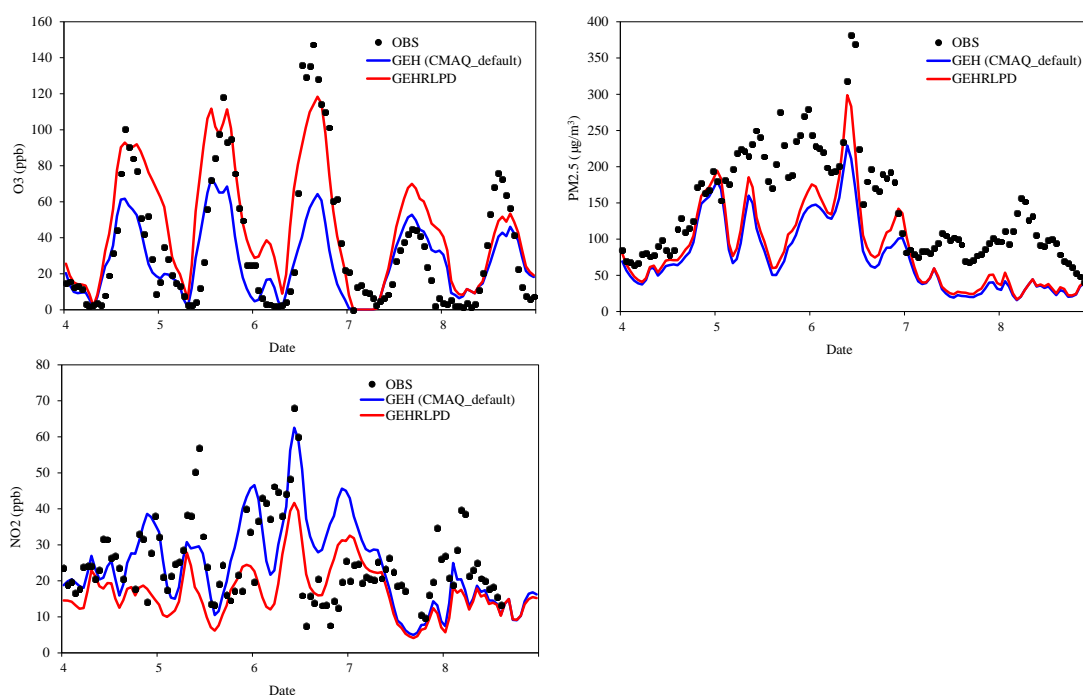 160
140
120
100
80
60
40
20
0
O3 (ppb)
OBS
GEH (CMAQ_default)
GEHRLPD
4 5 6 7 8
Date
400
350
300
250
200
150
100
50
0
PM2.5 (µg/m³)
OBS
GEH (CMAQ_default)
GEHRLPD
4 5 6 7 8
Date
80
70
60
50
40
30
20
10
0
NO2 (ppb)
OBS
GEH (CMAQ_default)
GEHRLPD
4 5 6 7 8
Date